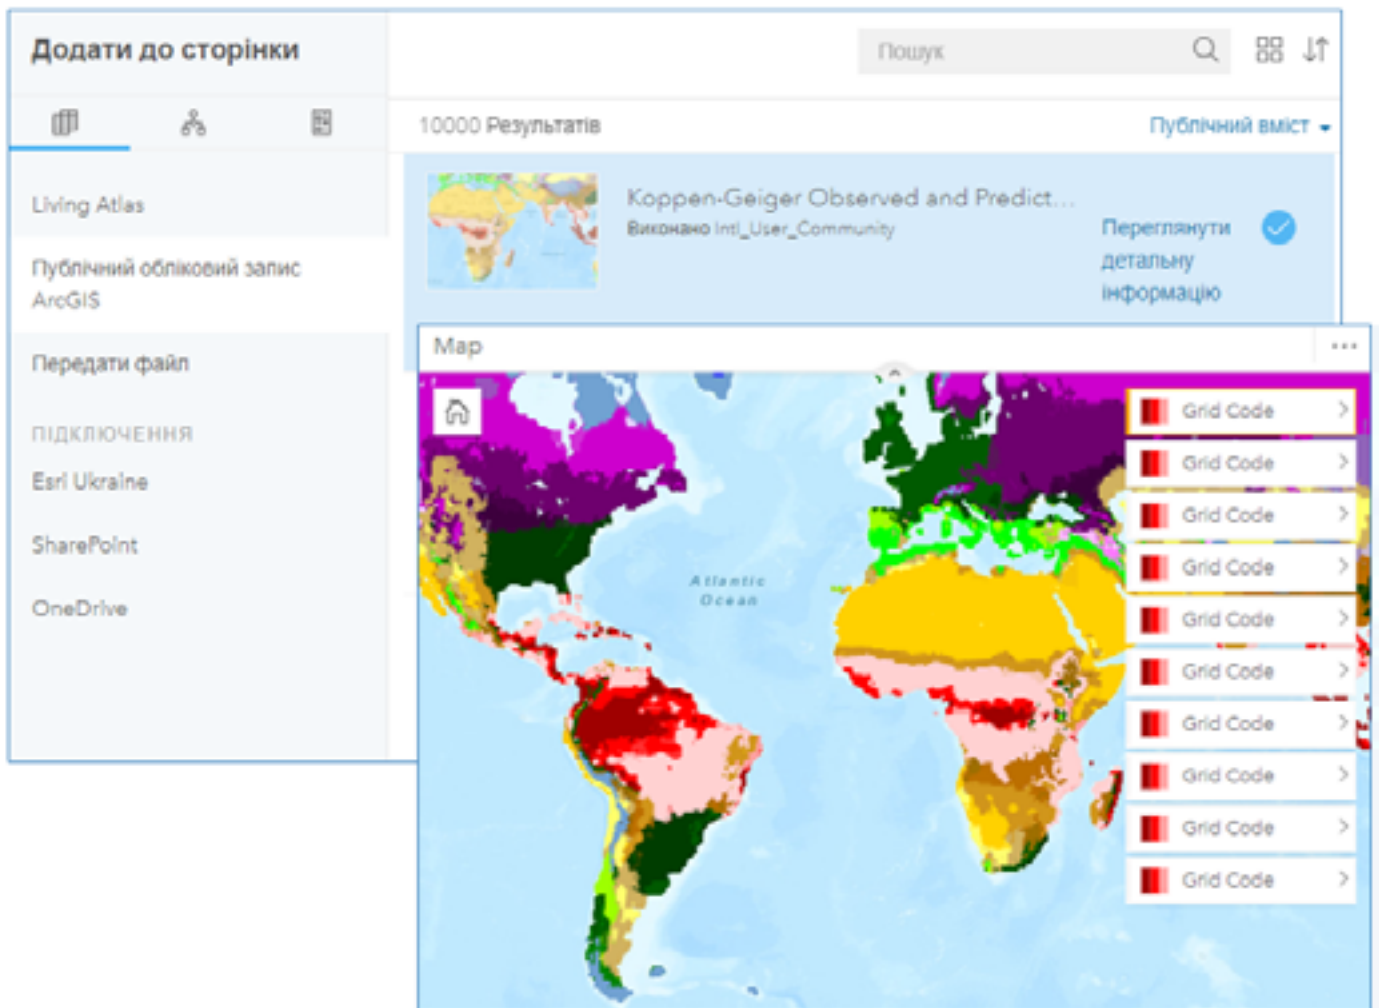 Додати до сторінки
Пошук
10000 Результатів
Публічний вміст
Living Atlas
Публічний обліковий запис
ArcGIS
Передати файл
ПІДКЛЮЧЕННЯ
Esri Ukraine
SharePoint
OneDrive
Koppen-Geiger Observed and Predict...
Виконано Intl_User_Community
Переглянути
детальну
інформацію
Map
Atlantic
Ocean
Grid Code
Grid Code
Grid Code
Grid Code
Grid Code
Grid Code
Grid Code
Grid Code
Grid Code
Grid Code